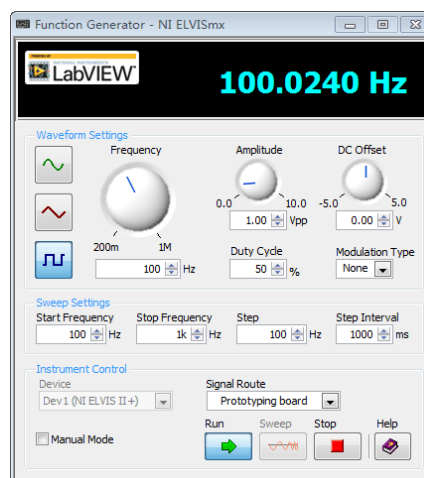 Function Generator - NI ELVISmx
LabVIEW
100.0240 Hz
Waveform Settings
Frequency
Amplitude
DC Offset
0.0
10.0
-5.0
5.0
1.00 Vpp
0.00 V
200m
1M
100 Hz
Duty Cycle
50 %
Modulation Type
None
Sweep Settings
Start Frequency
Stop Frequency
Step
Step Interval
100 Hz
1k Hz
100 Hz
1000 ms
Instrument Control
Device
Signal Route
Dev1 (NI ELVIS II+)
Prototyping board
Manual Mode
Run
Sweep
Stop
Help